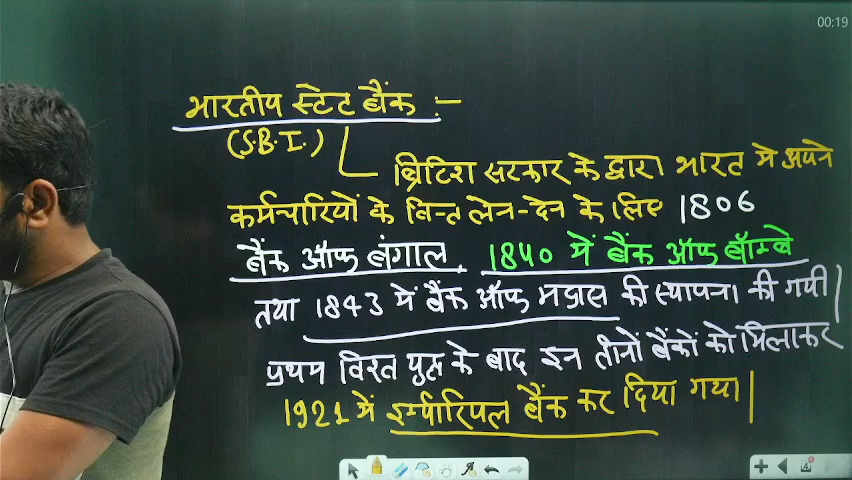 00:19
भारतीय स्टेट बैंक :-
(S.B.I.)
ब्रिटिश सरकार के द्वारा भारत मे अपने
कर्मचारियों के वित्त लेन-देन के लिए 1806
बैंक ऑफ बंगाल, 1840 में बैंक ऑफ बॉम्बे
तथा 1843 में बैंक ऑफ मद्रास की स्थापना की गयी|
प्रथम विश्व युद्ध के बाद इन तीनों बैंकों को मिलाकर
1921 में इम्पीरियल बैंक कर दिया गया|